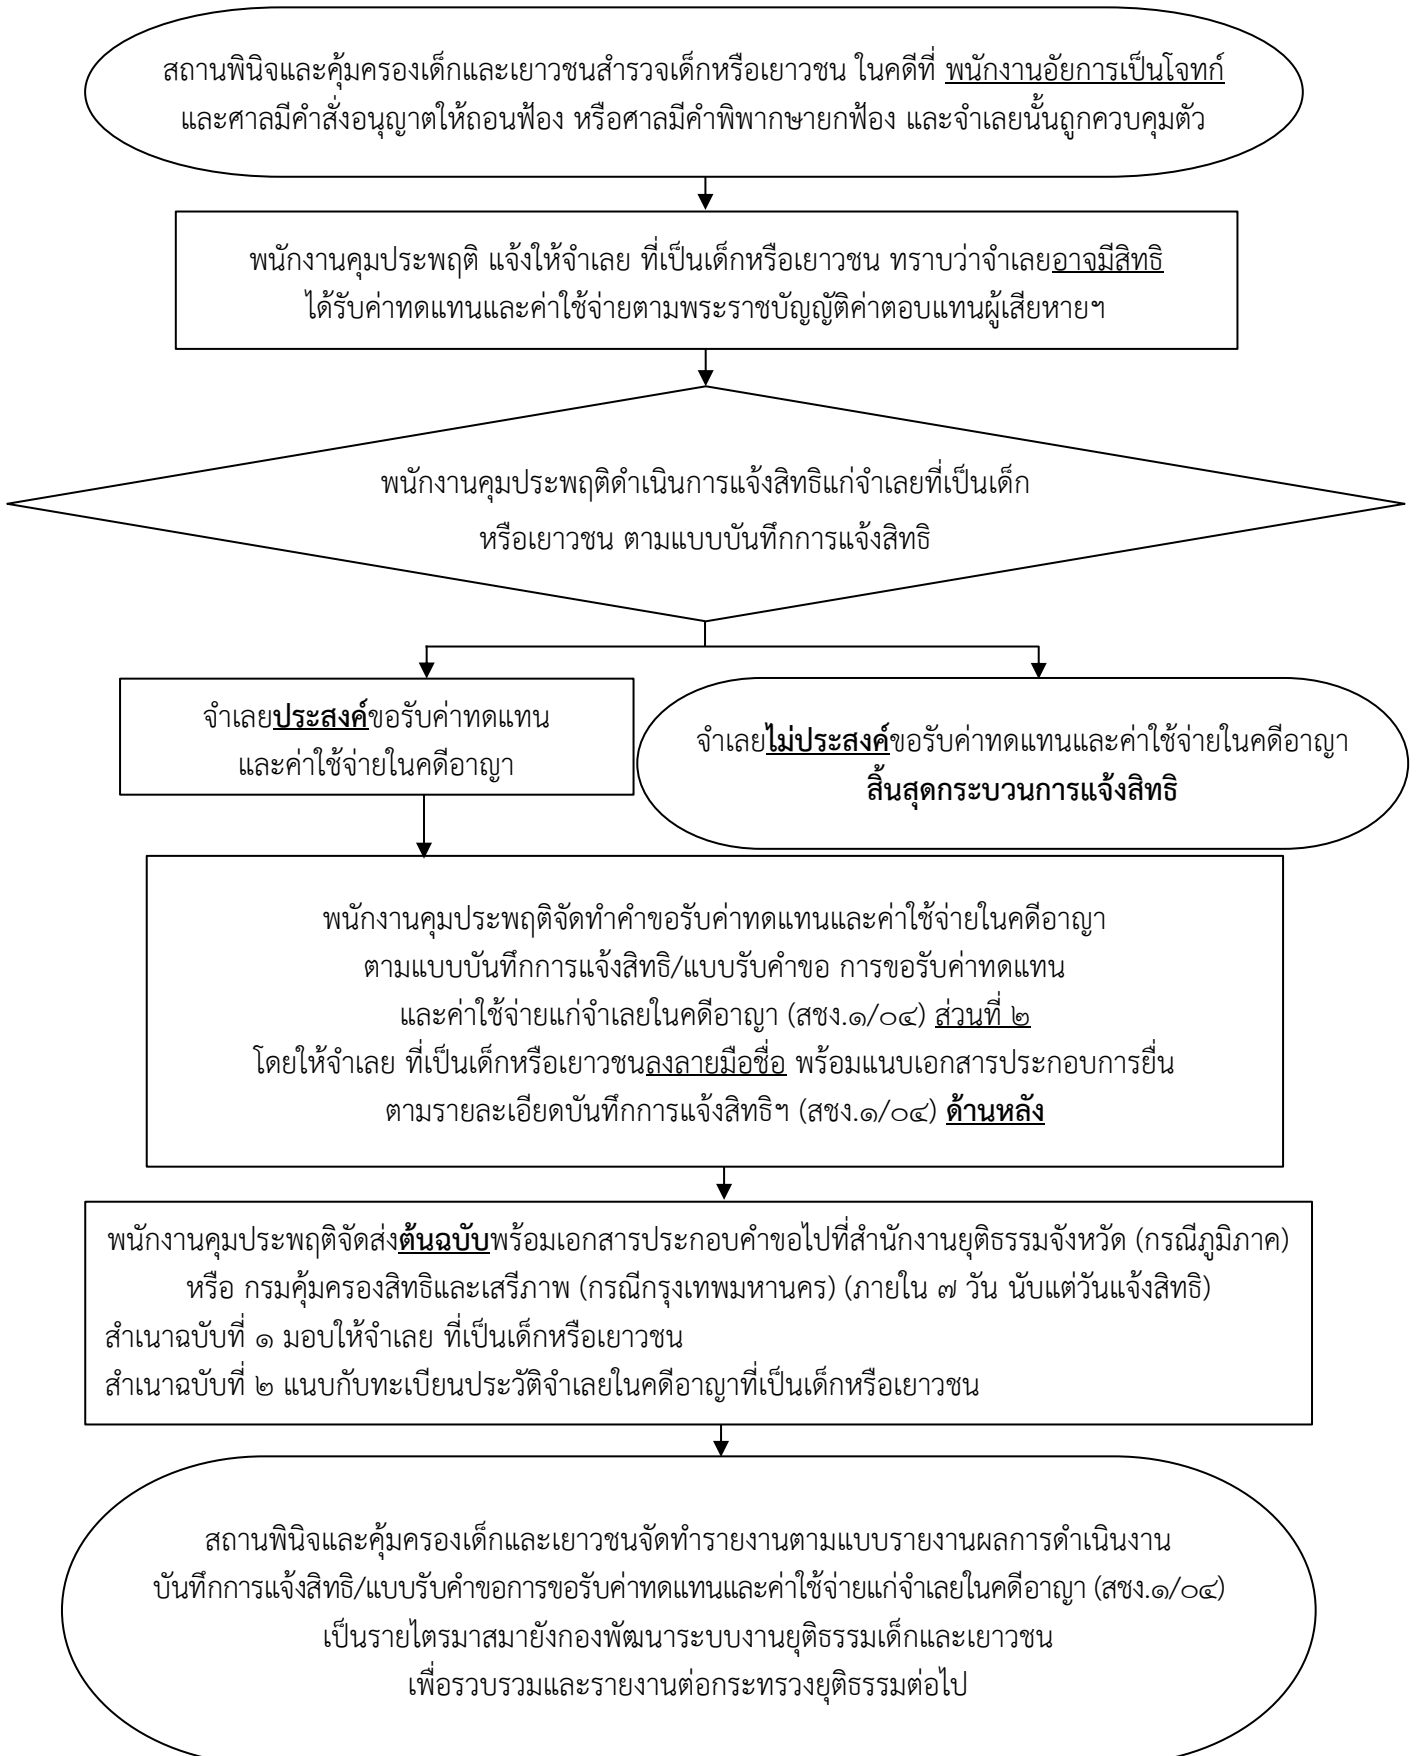 สถานพินิจและคุ้มครองเด็กและเยาวชนสำรวจเด็กหรือเยาวชน ในคดีที่ พนักงานอัยการเป็นโจทก์
และศาลมีคำสั่งอนุญาตให้ถอนฟ้อง หรือศาลมีคำพิพากษายกฟ้อง และจำเลยนั้นถูกควบคุมตัว
พนักงานคุมประพฤติ แจ้งให้จำเลย ที่เป็นเด็กหรือเยาวชน ทราบว่าจำเลยอาจมีสิทธิ
ได้รับค่าทดแทนและค่าใช้จ่ายตามพระราชบัญญัติค่าตอบแทนผู้เสียหายฯ
พนักงานคุมประพฤติดำเนินการแจ้งสิทธิแก่จำเลยที่เป็นเด็ก
หรือเยาวชน ตามแบบบันทึกการแจ้งสิทธิ
จำเลยประสงค์ขอรับค่าทดแทน
และค่าใช้จ่ายในคดีอาญา
จำเลยไม่ประสงค์ขอรับค่าทดแทนและค่าใช้จ่ายในคดีอาญา
สิ้นสุดกระบวนการแจ้งสิทธิ
พนักงานคุมประพฤติจัดทำคำขอรับค่าทดแทนและค่าใช้จ่ายในคดีอาญา
ตามแบบบันทึกการแจ้งสิทธิ/แบบรับคำขอ การขอรับค่าทดแทน
และค่าใช้จ่ายแก่จำเลยในคดีอาญา (สชง.๑/๐๔) ส่วนที่ ๒
โดยให้จำเลย ที่เป็นเด็กหรือเยาวชนลงลายมือชื่อ พร้อมแนบเอกสารประกอบการยื่น
ตามรายละเอียดบันทึกการแจ้งสิทธิฯ (สชง.๑/๐๔) ด้านหลัง
พนักงานคุมประพฤติจัดส่งต้นฉบับพร้อมเอกสารประกอบคำขอไปที่สำนักงานยุติธรรมจังหวัด (กรณีภูมิภาค)
หรือ กรมคุ้มครองสิทธิและเสรีภาพ (กรณีกรุงเทพมหานคร) (ภายใน ๗ วัน นับแต่วันแจ้งสิทธิ)
สำเนาฉบับที่ ๑ มอบให้จำเลย ที่เป็นเด็กหรือเยาวชน
สำเนาฉบับที่ ๒ แนบกับทะเบียนประวัติจำเลยในคดีอาญาที่เป็นเด็กหรือเยาวชน
สถานพินิจและคุ้มครองเด็กและเยาวชนจัดทำรายงานตามแบบรายงานผลการดำเนินงาน
บันทึกการแจ้งสิทธิ/แบบรับคำขอการขอรับค่าทดแทนและค่าใช้จ่ายแก่จำเลยในคดีอาญา (สชง.๑/๐๔)
เป็นรายไตรมาสมายังกองพัฒนาระบบงานยุติธรรมเด็กและเยาวชน
เพื่อรวบรวมและรายงานต่อกระทรวงยุติธรรมต่อไป